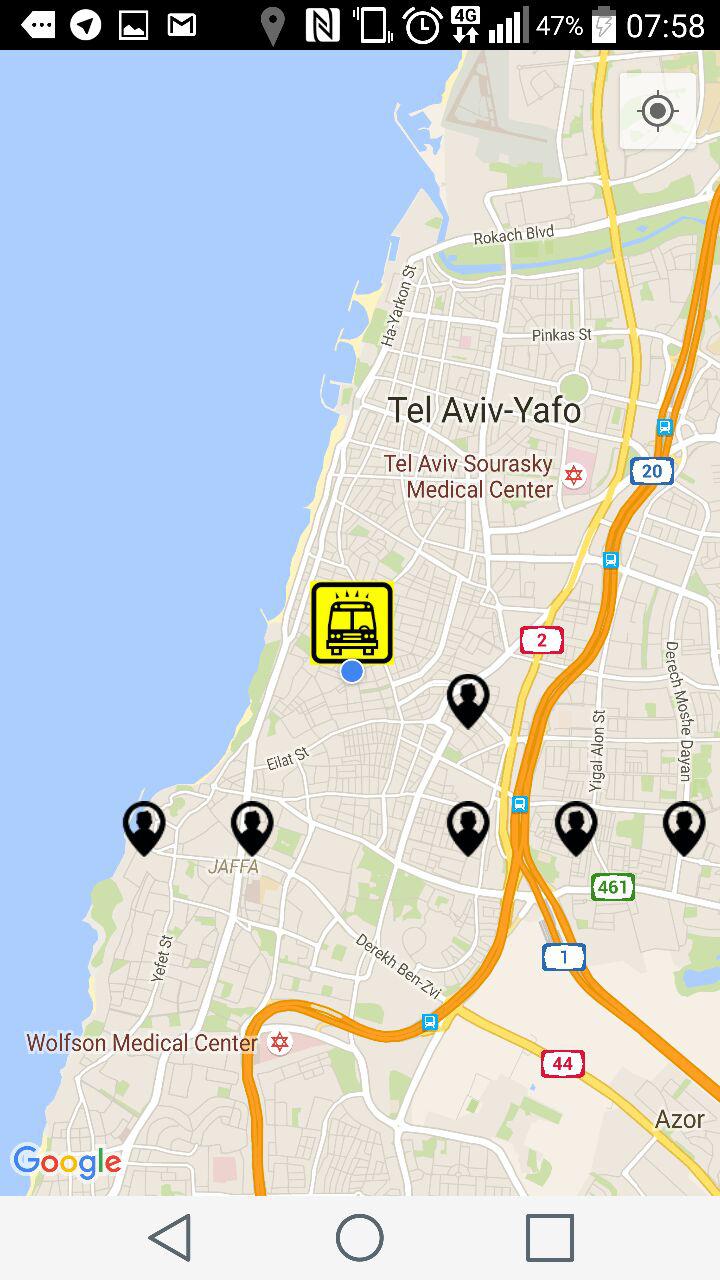 4G 47% 07:58
Rokach Blvd
Ha-Yarkon St
Pinkas St
Tel Aviv-Yafo
Tel Aviv Sourasky
Medical Center
20
2
Derech Moshe Dayan
Yigal Alon St
Eilat St
JAFFA
461
Yefet St
Derekh Ben-Zvi
1
Wolfson Medical Center
44
Azor
Google